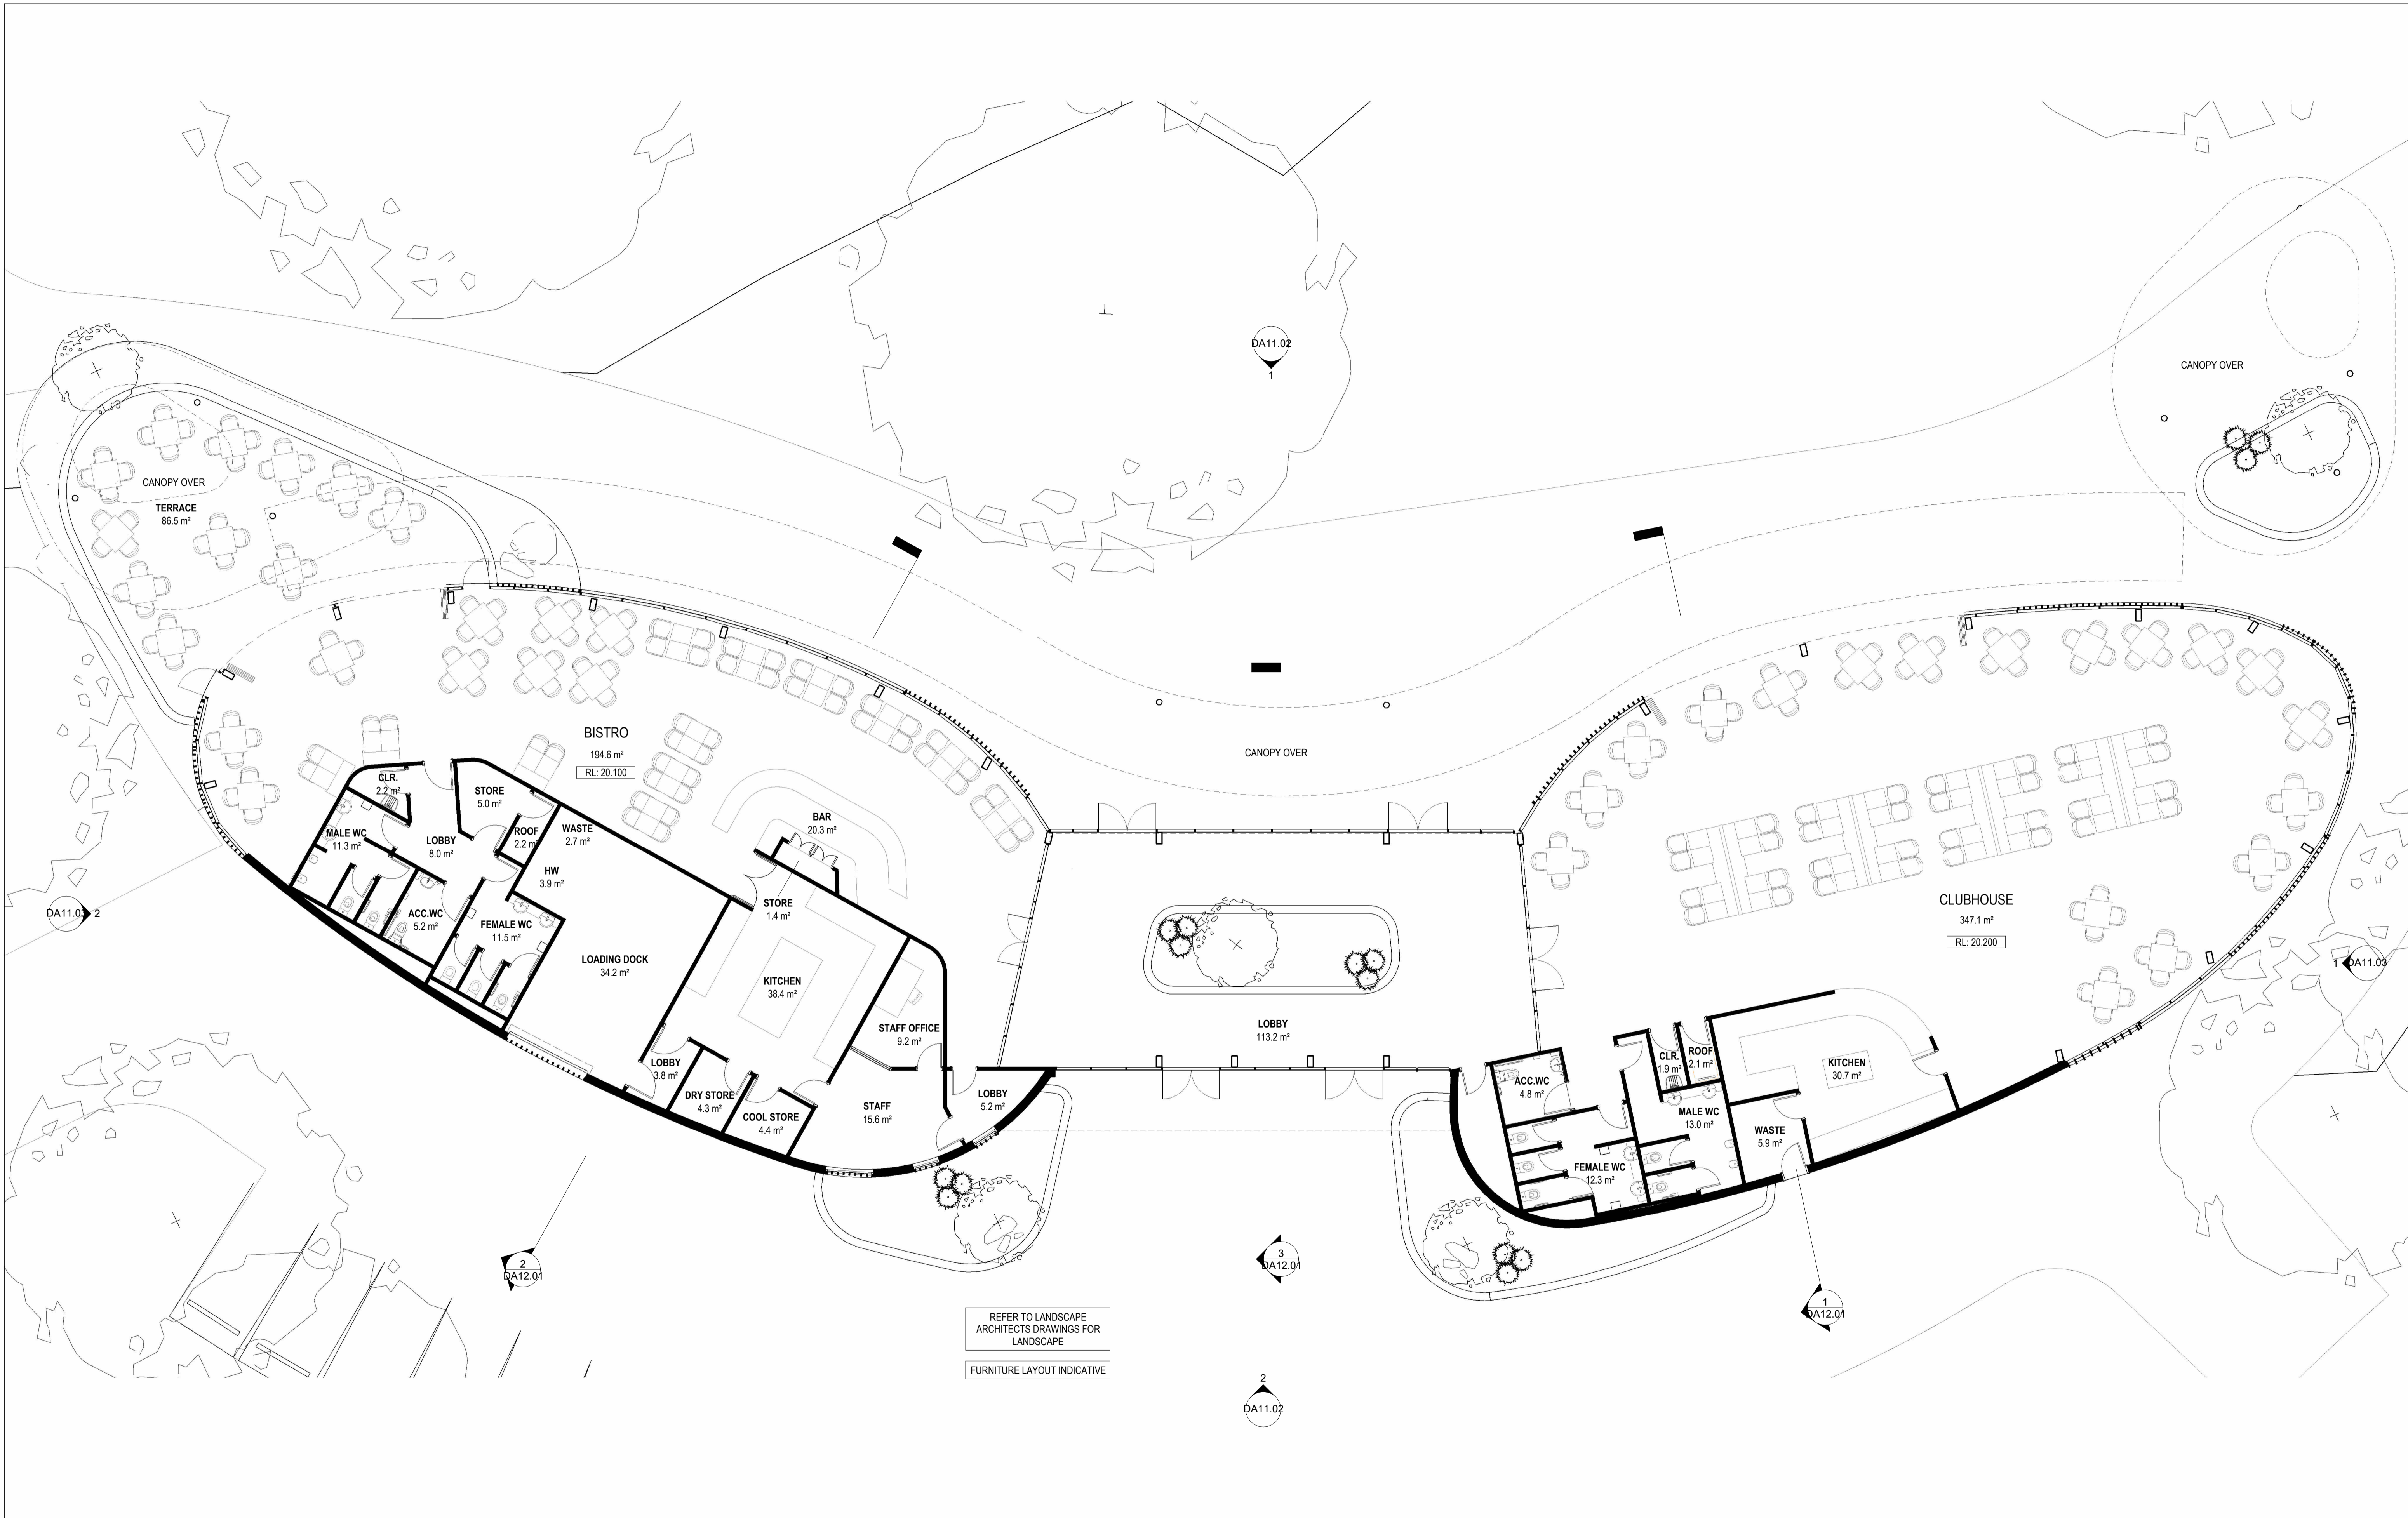 DA11.02
1
CANOPY OVER
CANOPY OVER
TERRACE
86.5 m²
BISTRO
194.6 m²
RL: 20.100
CANOPY OVER
CLR.
2.2 m²
STORE
5.0 m²
MALE WC
11.3 m²
LOBBY
8.0 m²
ROOF
2.2 m²
WASTE
2.7 m²
BAR
20.3 m²
HW
3.9 m²
STORE
1.4 m²
ACC.WC
5.2 m²
FEMALE WC
11.5 m²
LOADING DOCK
34.2 m²
KITCHEN
38.4 m²
STAFF OFFICE
9.2 m²
LOBBY
3.8 m²
DRY STORE
4.3 m²
COOL STORE
4.4 m²
STAFF
15.6 m²
LOBBY
5.2 m²
LOBBY
113.2 m²
CLUBHOUSE
347.1 m²
RL: 20.200
ACC.WC
4.8 m²
CLR.
1.9 m²
ROOF
2.1 m²
KITCHEN
30.7 m²
MALE WC
13.0 m²
WASTE
5.9 m²
FEMALE WC
12.3 m²
DA11.03 2
1 DA11.03
2
DA12.01
3
DA12.01
1
DA12.01
REFER TO LANDSCAPE
ARCHITECTS DRAWINGS FOR
LANDSCAPE
FURNITURE LAYOUT INDICATIVE
2
DA11.02